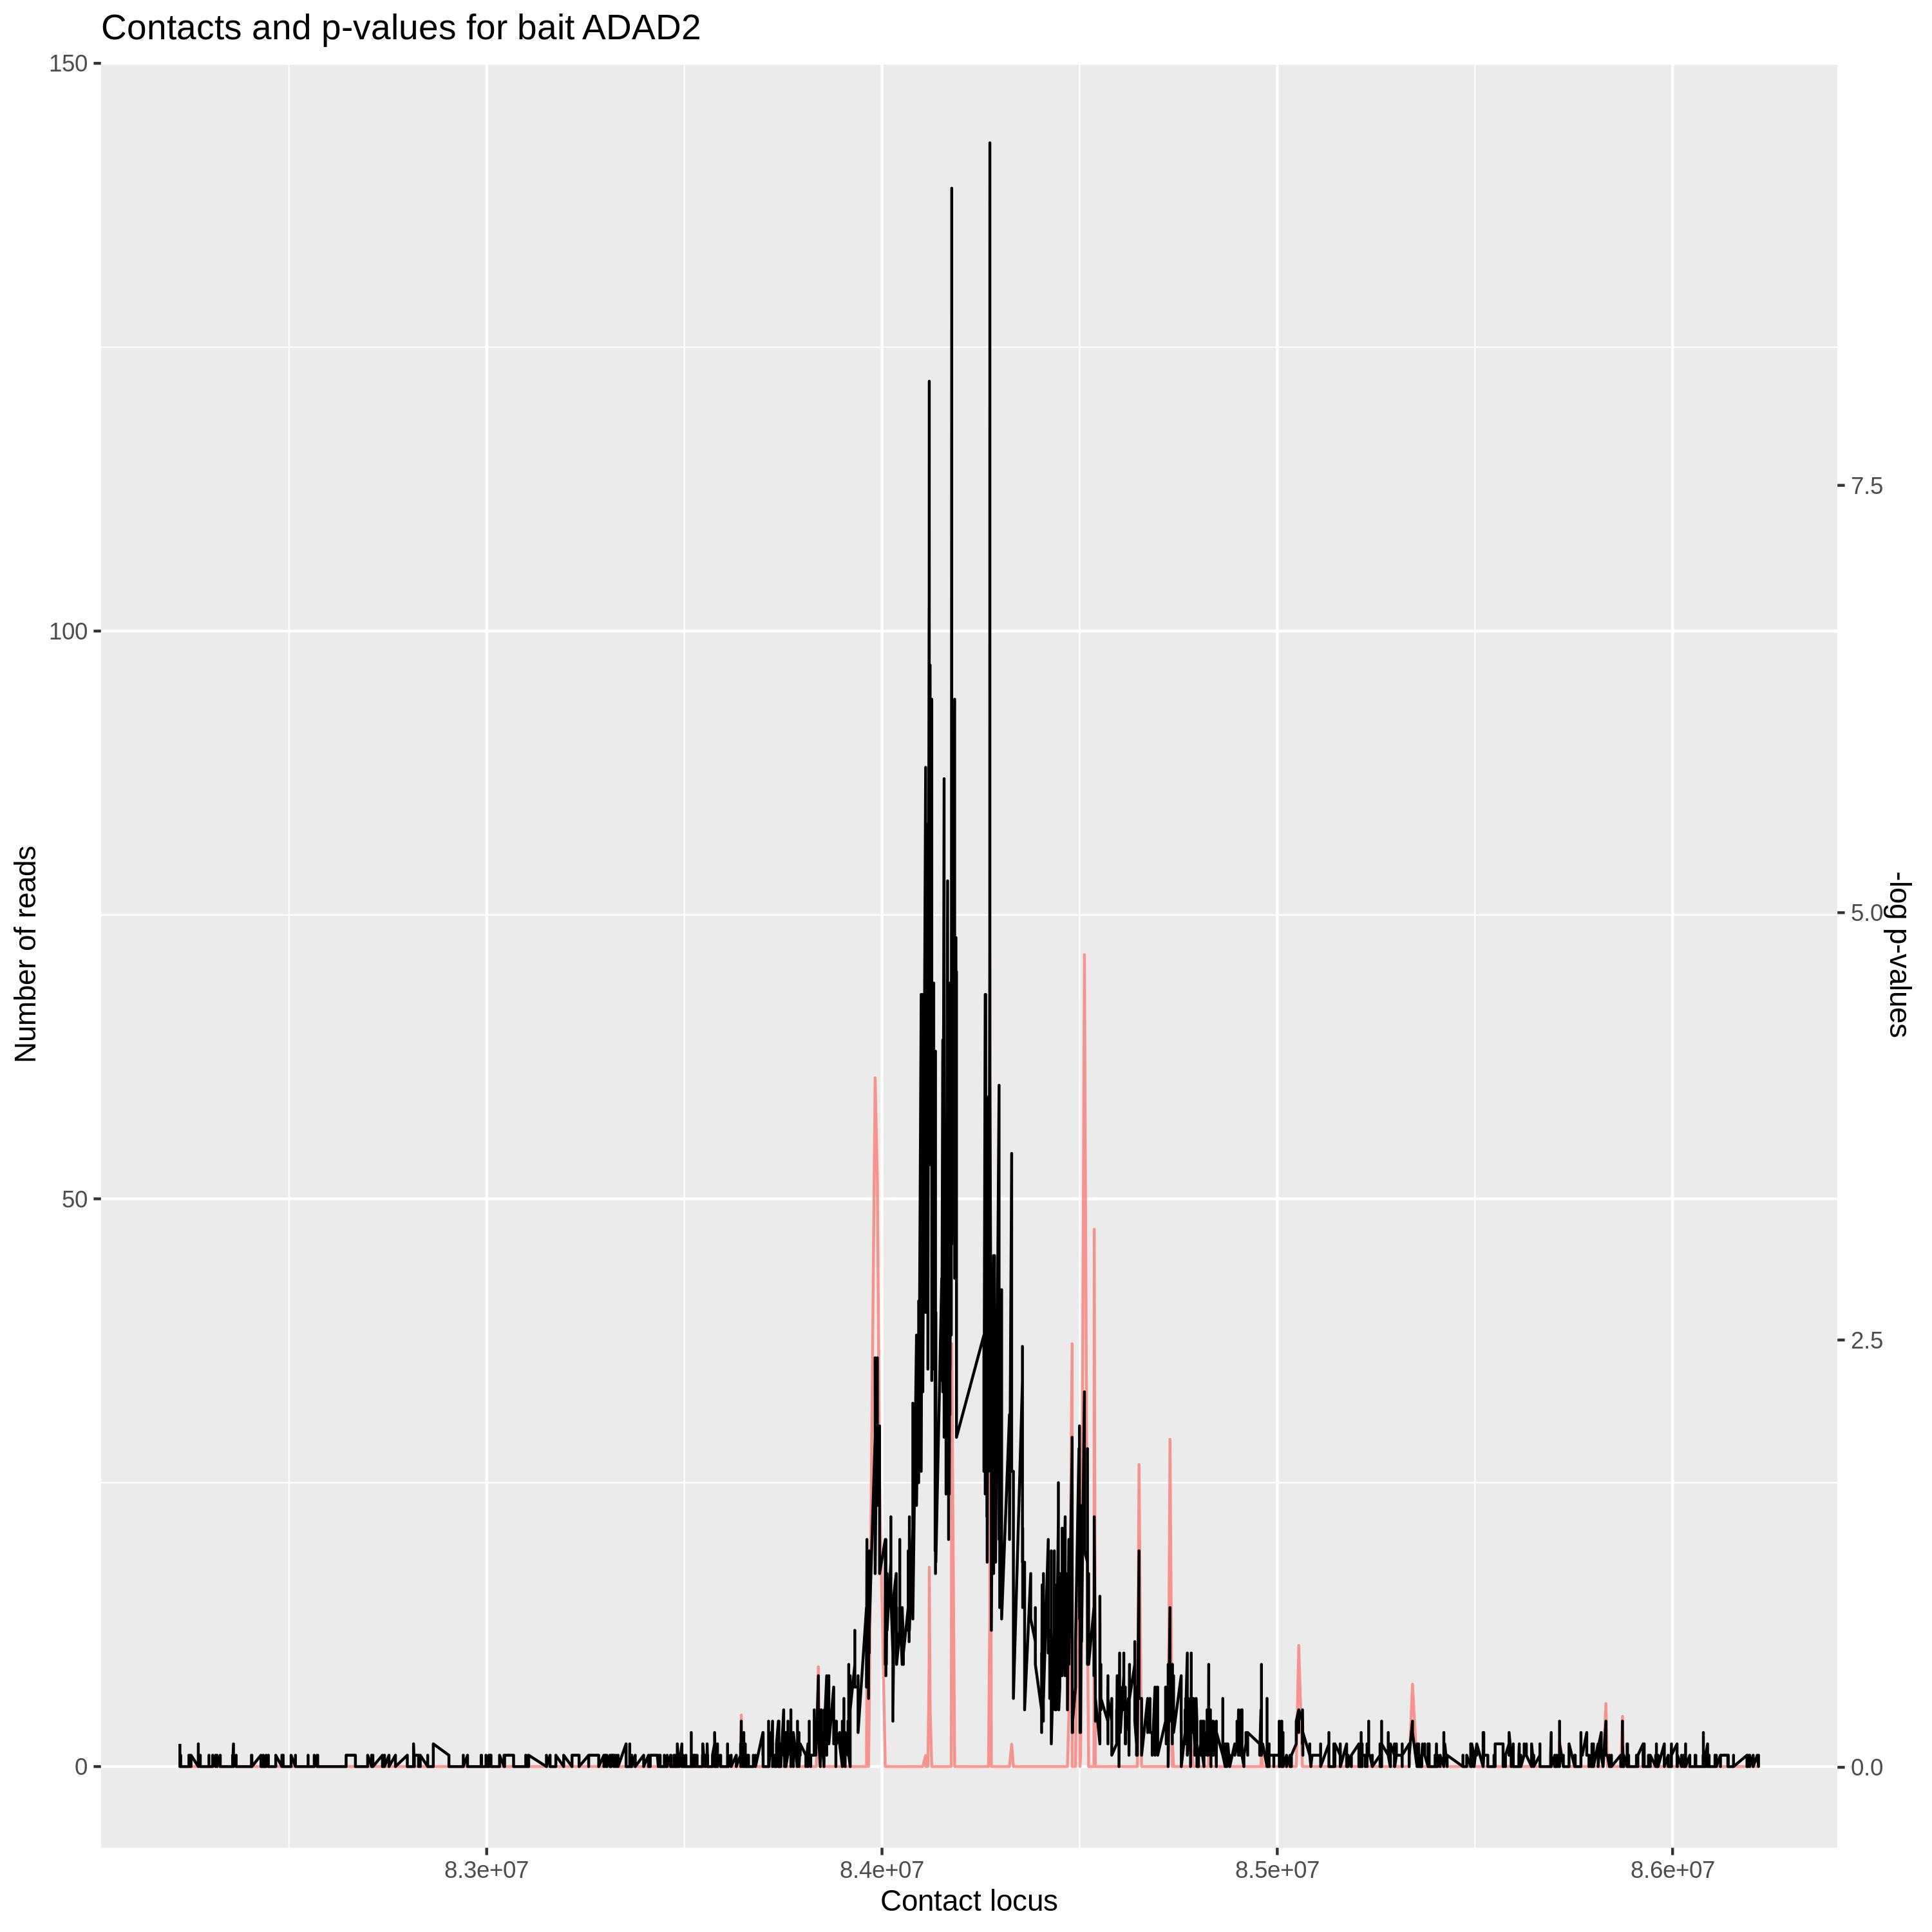 Contacts and p-values for bait ADAD2
150
100
50
0
Number of reads
7.5
5.0
2.5
0.0
-log p-values
8.3e+07
8.4e+07
8.5e+07
8.6e+07
Contact locus